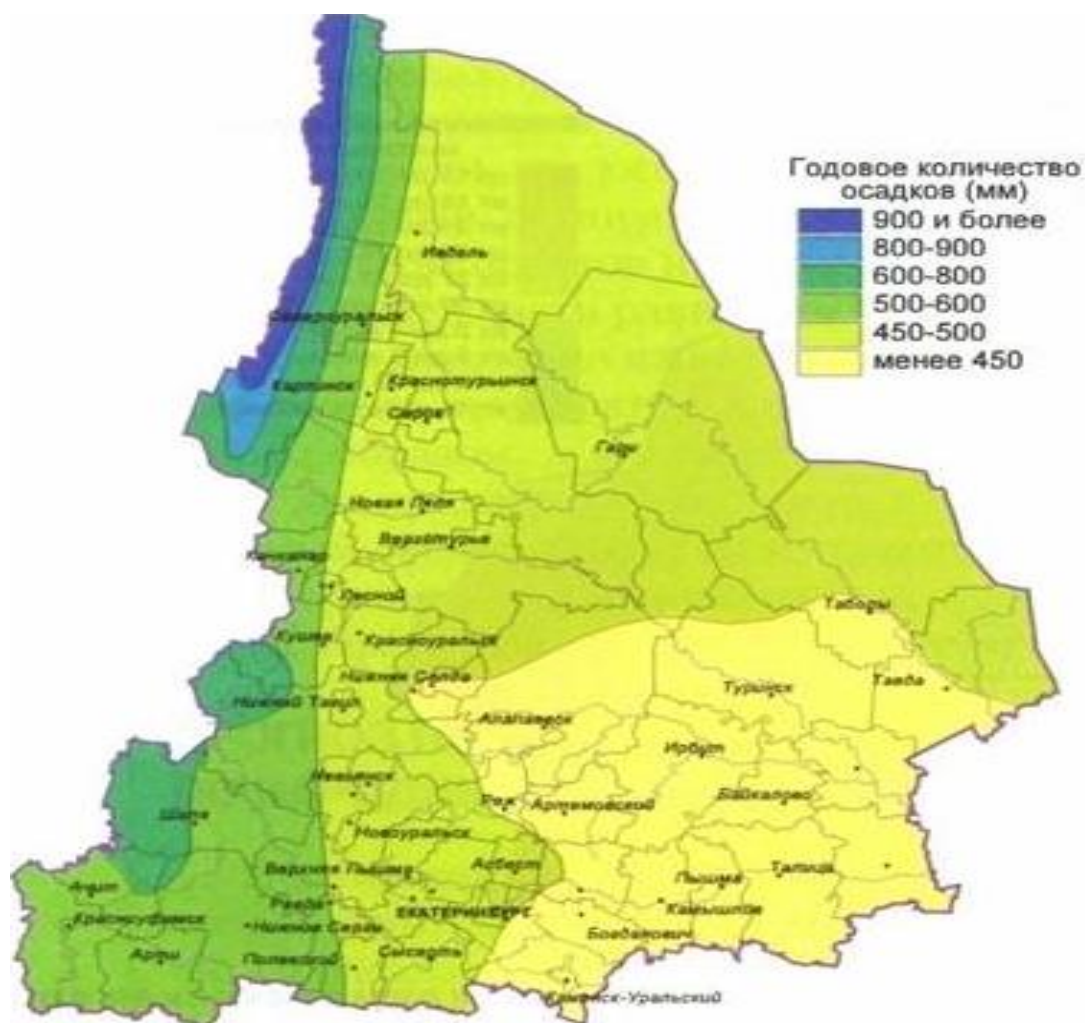 Годовое количество
осадков (мм)
900 и более
800-900
600-800
500-600
450-500
менее 450
Ивдель
Североуральск
Карпинск
Краснотурьинск
Серов
Гари
Новая Ляля
Верхотурье
Качканар
Лесной
Таборы
Кушва
Красноуральск
Нижняя Салда
Нижний Тагил
Туринск
Тавда
Алапаевск
Ирбит
Невьянск
Реж
Артемовский
Байкалово
Шаля
Новоуральск
Верхняя Пышма
Асбест
Талица
Ачит
Пышма
Ревда
ЕКАТЕРИНБУРГ
Камышлов
Красноуфимск
Нижние Серги
Богданович
Арти
Полевской
Сысерть
Каменск-Уральский